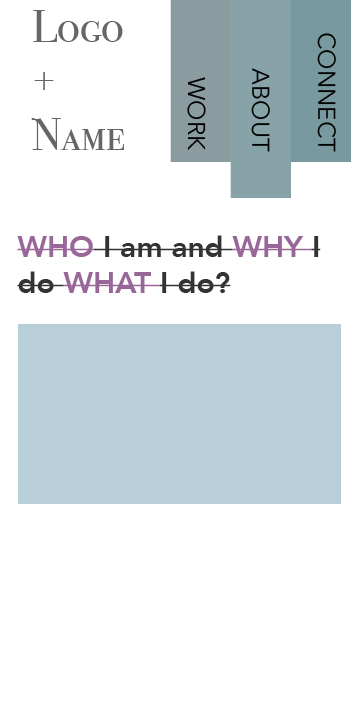 Logo
+
Name
WORK
ABOUT
CONNECT
WHO I am and WHY I
do WHAT I do?